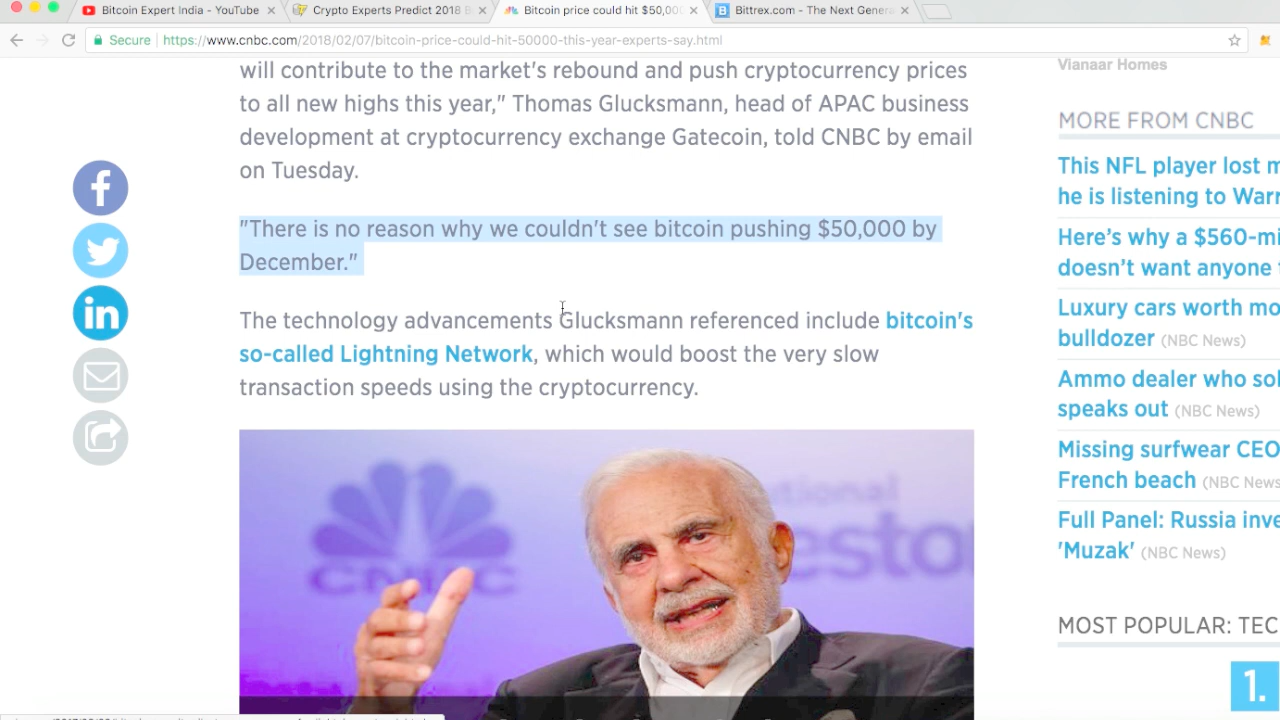 Bitcoin Expert India - YouTube
Crypto Experts Predict 2018 B
Bitcoin price could hit $50,00
Bittrex.com - The Next Genera
Secure
https://www.cnbc.com/2018/02/07/bitcoin-price-could-hit-50000-this-year-experts-say.html
will contribute to the market's rebound and push cryptocurrency prices
to all new highs this year," Thomas Glucksmann, head of APAC business
development at cryptocurrency exchange Gatecoin, told CNBC by email
on Tuesday.
"There is no reason why we couldn't see bitcoin pushing $50,000 by
December."
The technology advancements Glucksmann referenced include bitcoin's
so-called Lightning Network, which would boost the very slow
transaction speeds using the cryptocurrency.
CNBC
Vianaar Homes
MORE FROM CNBC
This NFL player lost m
he is listening to Warr
Here's why a $560-mi
doesn't want anyone
Luxury cars worth mo
bulldozer (NBC News)
Ammo dealer who sol
speaks out (NBC News)
Missing surfwear CEO
French beach (NBC News
Full Panel: Russia inve
'Muzak' (NBC News)
MOST POPULAR: TEC
1.